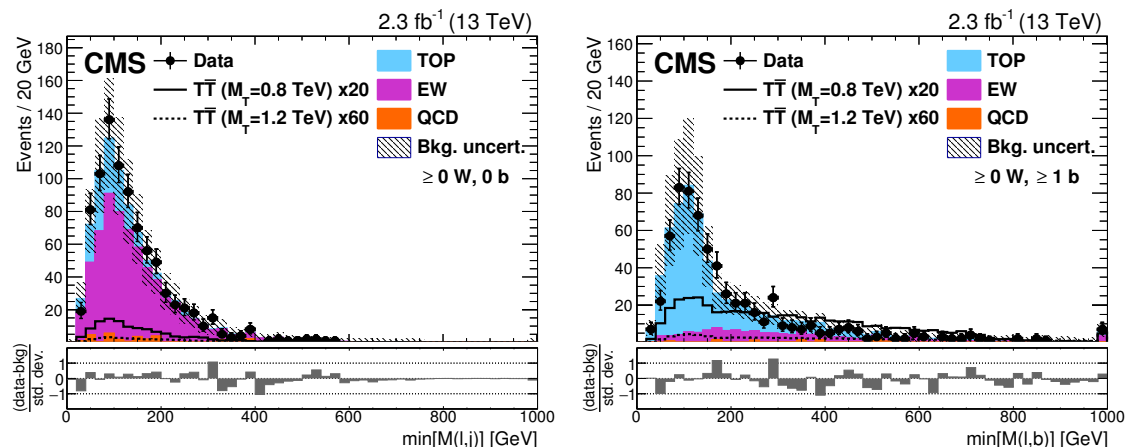 2.3 fb⁻¹ (13 TeV)
CMS
Data
TT̅ (M_T=0.8 TeV) x20
TT̅ (M_T=1.2 TeV) x60
TOP
EW
QCD
Bkg. uncert.
≥ 0 W, 0 b
Events / 20 GeV
180
160
140
120
100
80
60
40
20
(data-bkg)
std. dev.
1
0
−1
0 200 400 600 800 1000
min[M(l,j)] [GeV]
2.3 fb⁻¹ (13 TeV)
CMS
Data
TT̅ (M_T=0.8 TeV) x20
TT̅ (M_T=1.2 TeV) x60
TOP
EW
QCD
Bkg. uncert.
≥ 0 W, ≥ 1 b
Events / 20 GeV
160
140
120
100
80
60
40
20
(data-bkg)
std. dev.
1
0
−1
0 200 400 600 800 1000
min[M(l,b)] [GeV]